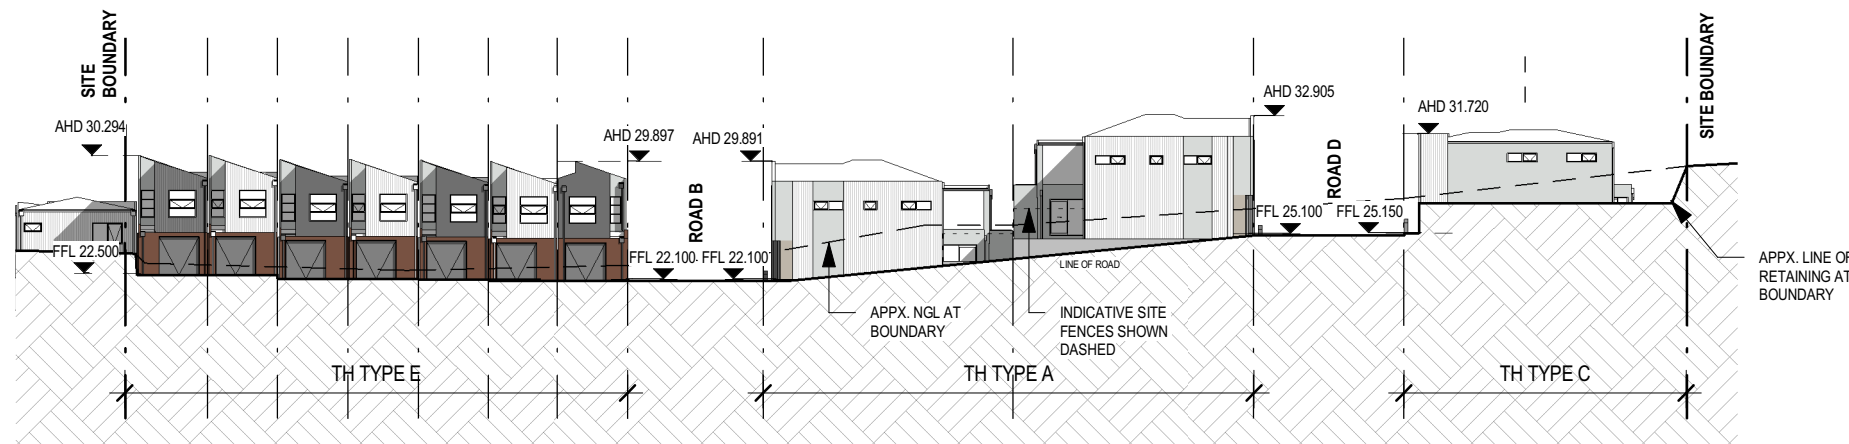 SITE
BOUNDARY
AHD 30.294
FFL 22.500
AHD 29.897
AHD 29.891
ROAD B
FFL 22.100
FFL 22.100
AHD 32.905
ROAD D
AHD 31.720
FFL 25.100
FFL 25.150
SITE BOUNDARY
LINE OF ROAD
APPX. NGL AT
BOUNDARY
INDICATIVE SITE
FENCES SHOWN
DASHED
APPX. LINE OF
RETAINING AT
BOUNDARY
TH TYPE E
TH TYPE A
TH TYPE C